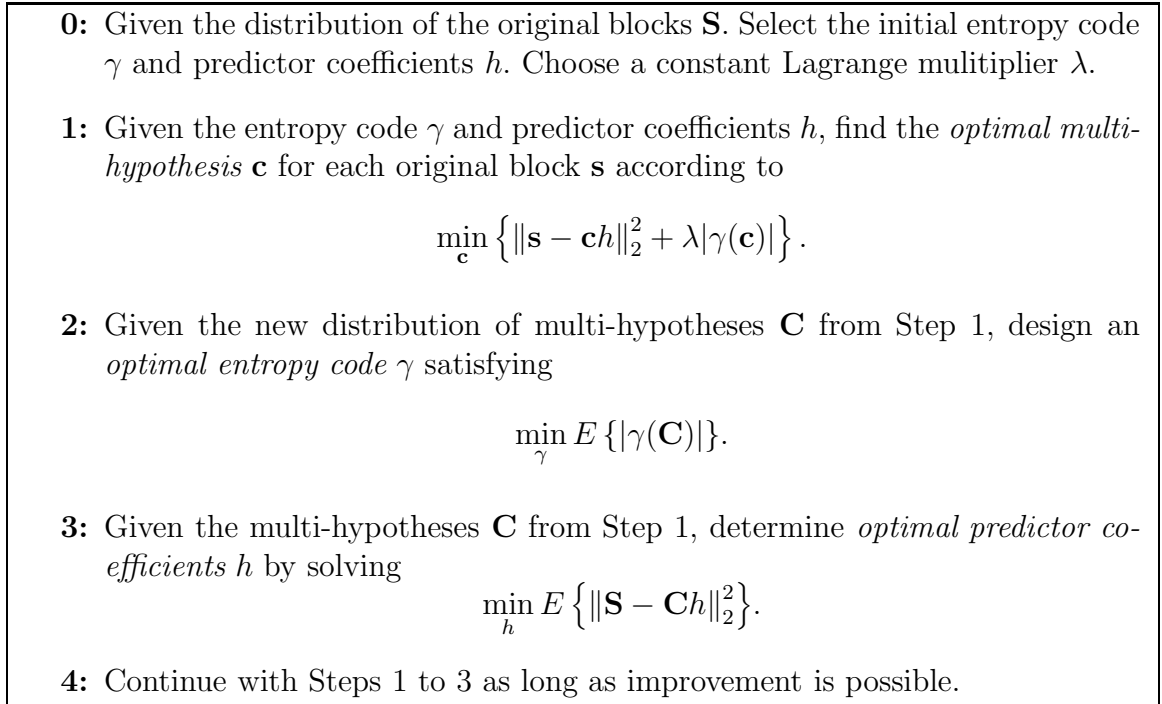 0: Given the distribution of the original blocks S. Select the initial entropy code
γ and predictor coefficients h. Choose a constant Lagrange mulitiplier λ.
1: Given the entropy code γ and predictor coefficients h, find the optimal multi-
hypothesis c for each original block s according to
min_c {‖s − ch‖₂² + λ|γ(c)|}.
2: Given the new distribution of multi-hypotheses C from Step 1, design an
optimal entropy code γ satisfying
min_γ E {|γ(C)|}.
3: Given the multi-hypotheses C from Step 1, determine optimal predictor co-
efficients h by solving
min_h E {‖S − Ch‖₂²}.
4: Continue with Steps 1 to 3 as long as improvement is possible.